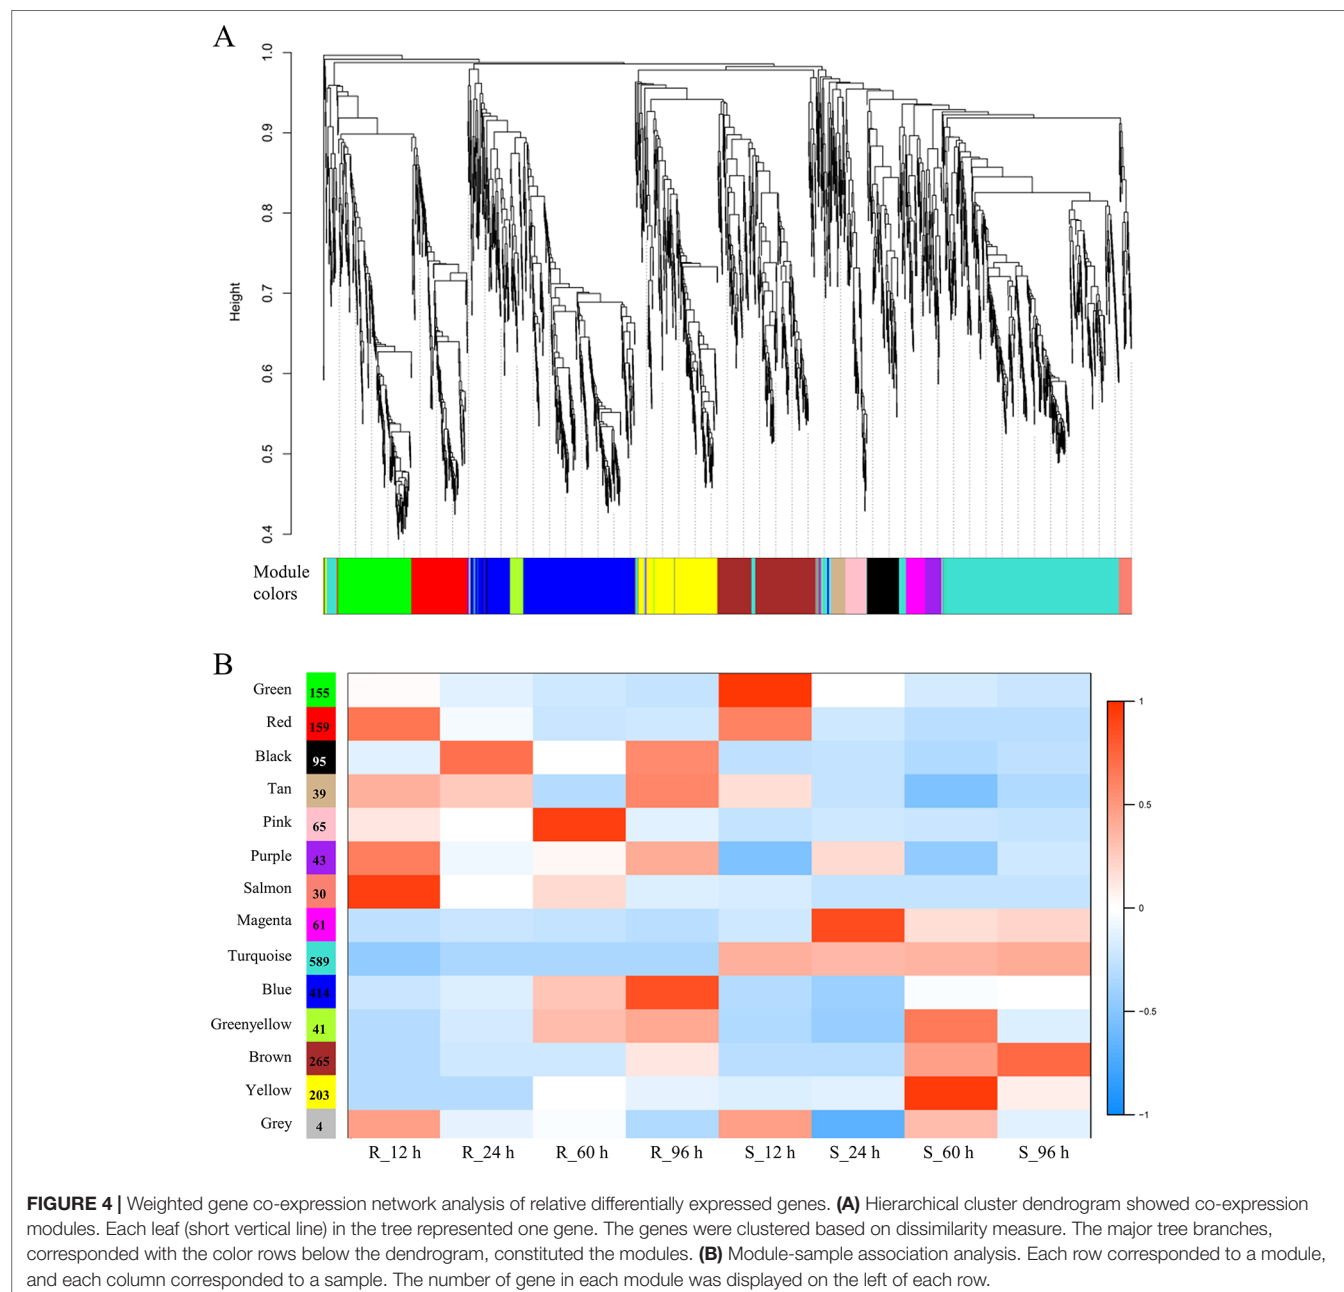 A
Height
1.0
0.9
0.8
0.7
0.6
0.5
0.4
Module
colors
B
Green 155
Red 159
Black 95
Tan 39
Pink 65
Purple 43
Salmon 30
Magenta 61
Turquoise 589
Blue 414
Greenyellow 41
Brown 265
Yellow 203
Grey 4
R_12 h R_24 h R_60 h R_96 h S_12 h S_24 h S_60 h S_96 h
1
0.5
0
−0.5
−1
FIGURE 4 | Weighted gene co-expression network analysis of relative differentially expressed genes. (A) Hierarchical cluster dendrogram showed co-expression
modules. Each leaf (short vertical line) in the tree represented one gene. The genes were clustered based on dissimilarity measure. The major tree branches,
corresponded with the color rows below the dendrogram, constituted the modules. (B) Module-sample association analysis. Each row corresponded to a module,
and each column corresponded to a sample. The number of gene in each module was displayed on the left of each row.